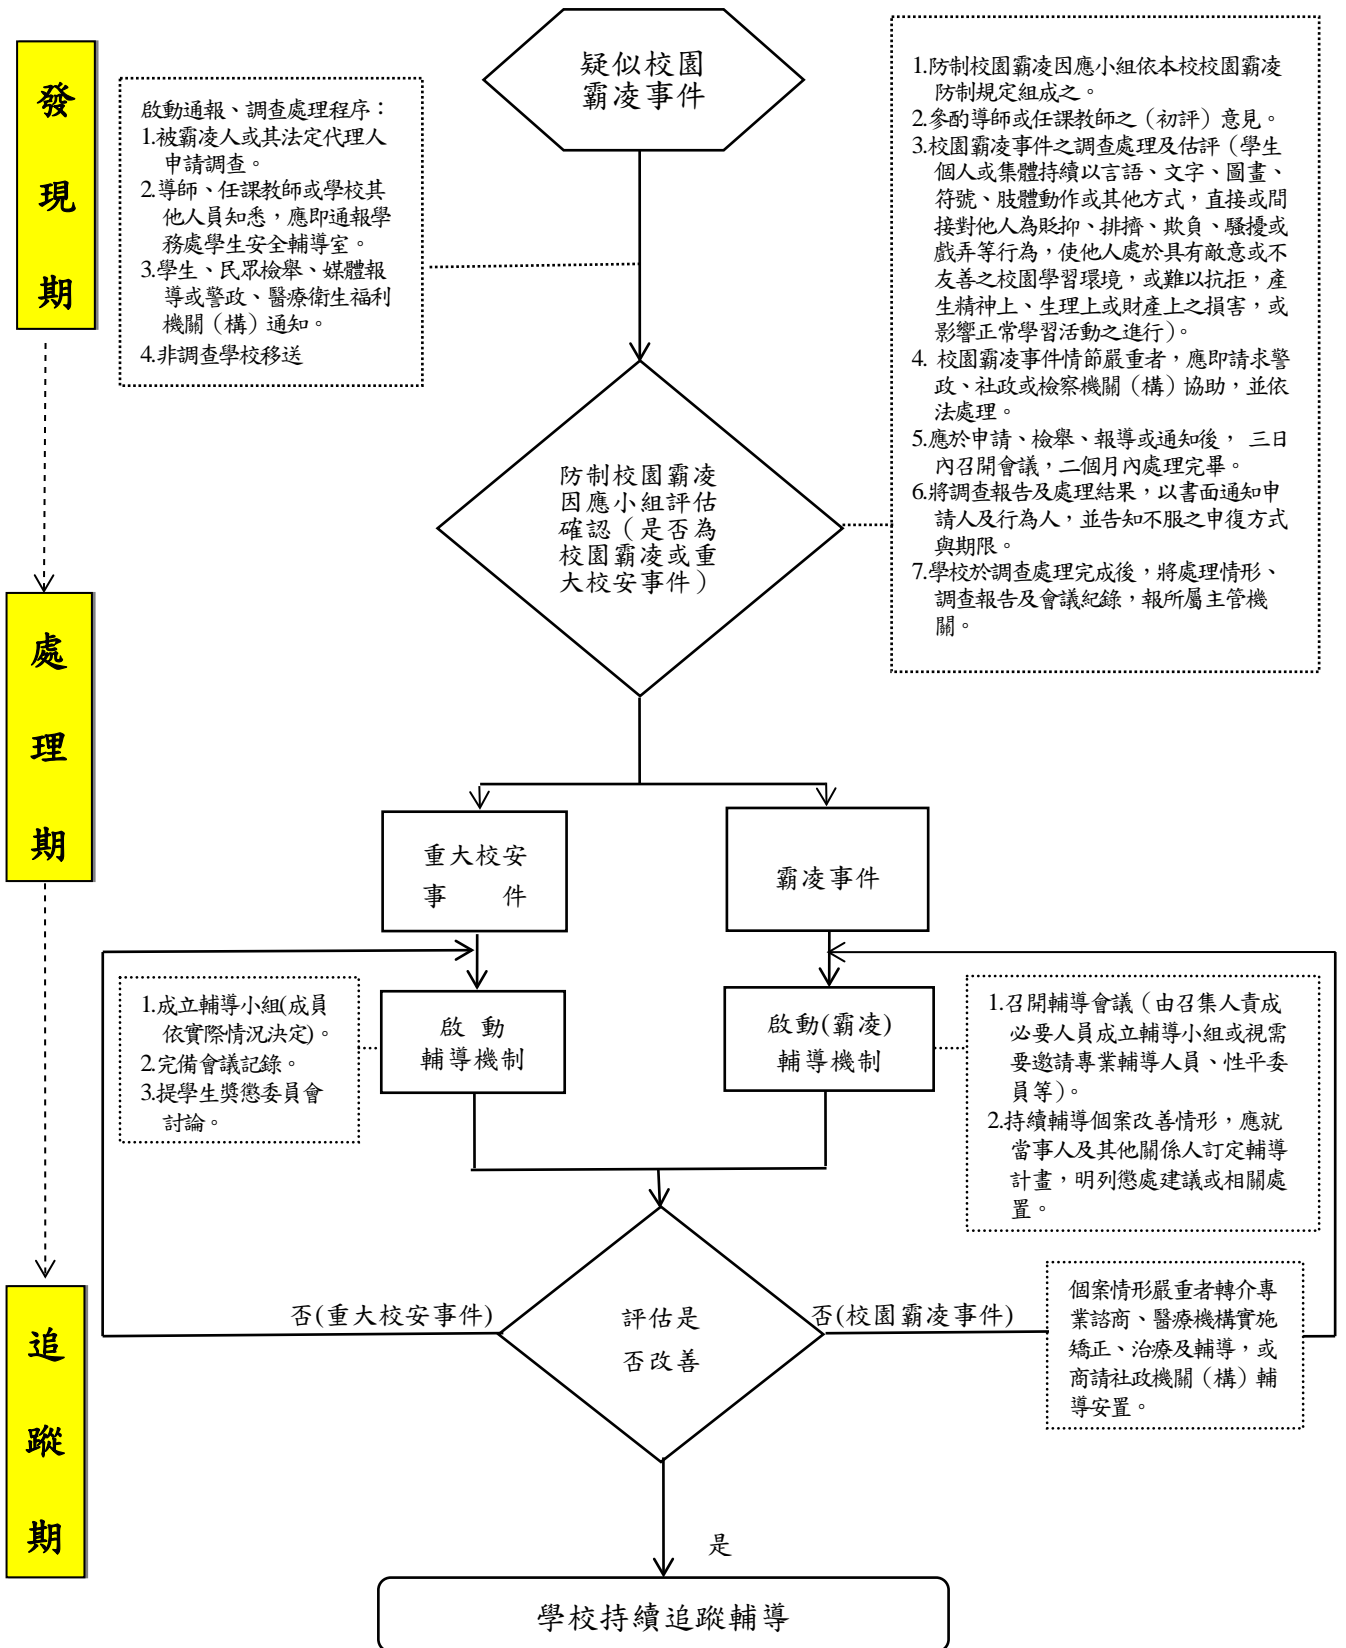 發
現
期
處
理
期
追
蹤
期
疑似校園
霸凌事件
啟動通報、調查處理程序：
1.被霸凌人或其法定代理人
申請調查。
2.導師、任課教師或學校其
他人員知悉，應即通報學
務處學生安全輔導室。
3.學生、民眾檢舉、媒體報
導或警政、醫療衛生福利
機關（構）通知。
4.非調查學校移送
1.防制校園霸凌因應小組依本校校園霸凌
防制規定組成之。
2.參酌導師或任課教師之（初評）意見。
3.校園霸凌事件之調查處理及估評（學生
個人或集體持續以言語、文字、圖畫、
符號、肢體動作或其他方式，直接或間
接對他人為貶抑、排擠、欺負、騷擾或
戲弄等行為，使他人處於具有敵意或不
友善之校園學習環境，或難以抗拒，產
生精神上、生理上或財產上之損害，或
影響正常學習活動之進行）。
4. 校園霸凌事件情節嚴重者，應即請求警
政、社政或檢察機關（構）協助，並依
法處理。
5.應於申請、檢舉、報導或通知後， 三日
內召開會議，二個月內處理完畢。
6.將調查報告及處理結果，以書面通知申
請人及行為人，並告知不服之申復方式
與期限。
7.學校於調查處理完成後，將處理情形、
調查報告及會議紀錄，報所屬主管機
關。
防制校園霸凌
因應小組評估
確認（是否為
校園霸凌或重
大校安事件）
重大校安
事 件
霸凌事件
1.成立輔導小組(成員
依實際情況決定)。
2.完備會議記錄。
3.提學生獎懲委員會
討論。
啟 動
輔導機制
啟動(霸凌)
輔導機制
1.召開輔導會議（由召集人責成
必要人員成立輔導小組或視需
要邀請專業輔導人員、性平委
員等）。
2.持續輔導個案改善情形，應就
當事人及其他關係人訂定輔導
計畫，明列懲處建議或相關處
置。
否(重大校安事件)
評估是
否改善
否(校園霸凌事件)
個案情形嚴重者轉介專
業諮商、醫療機構實施
矯正、治療及輔導，或
商請社政機關（構）輔
導安置。
是
學校持續追蹤輔導